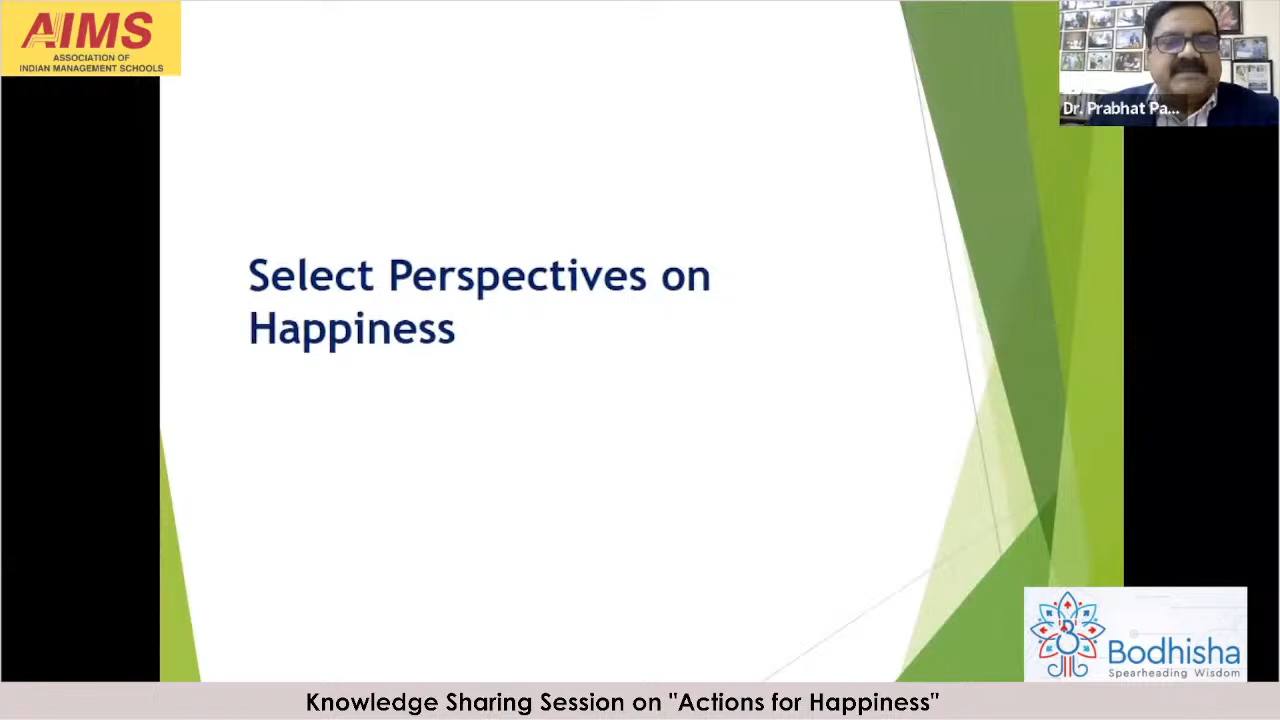 AIMS
ASSOCIATION OF
INDIAN MANAGEMENT SCHOOLS
Dr. Prabhat Pa...
Select Perspectives on
Happiness
Bodhisha
Spearheading Wisdom
Knowledge Sharing Session on "Actions for Happiness"